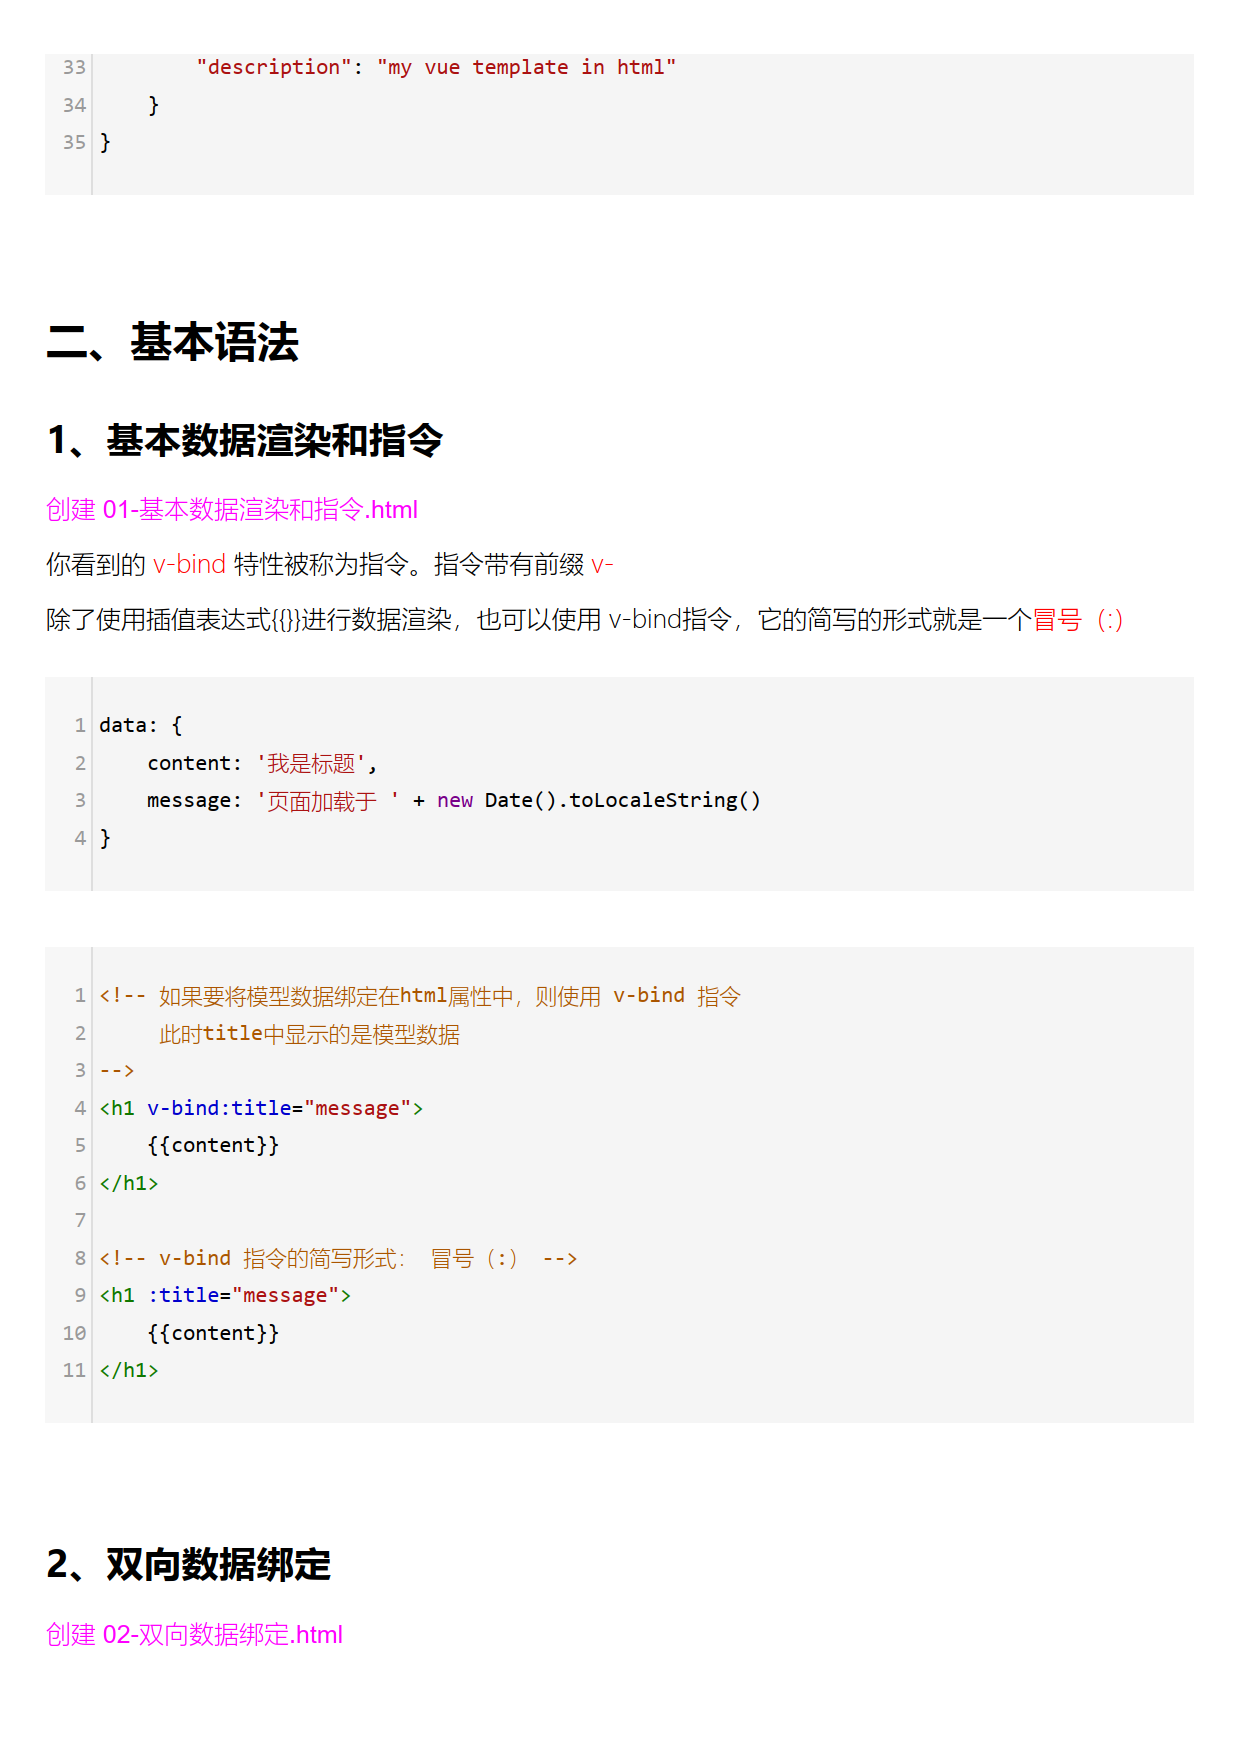 33         "description": "my vue template in html"
34     }
35 }
二、基本语法
1、基本数据渲染和指令
创建 01-基本数据渲染和指令.html
你看到的 v-bind 特性被称为指令。指令带有前缀 v-
除了使用插值表达式{{}}进行数据渲染，也可以使用 v-bind指令，它的简写的形式就是一个冒号（:）
1 data: {
2     content: '我是标题',
3     message: '页面加载于 ' + new Date().toLocaleString()
4 }
1 <!-- 如果要将模型数据绑定在html属性中，则使用 v-bind 指令
2      此时title中显示的是模型数据
3 -->
4 <h1 v-bind:title="message">
5     {{content}}
6 </h1>
7
8 <!-- v-bind 指令的简写形式： 冒号（:） -->
9 <h1 :title="message">
10     {{content}}
11 </h1>
2、双向数据绑定
创建 02-双向数据绑定.html